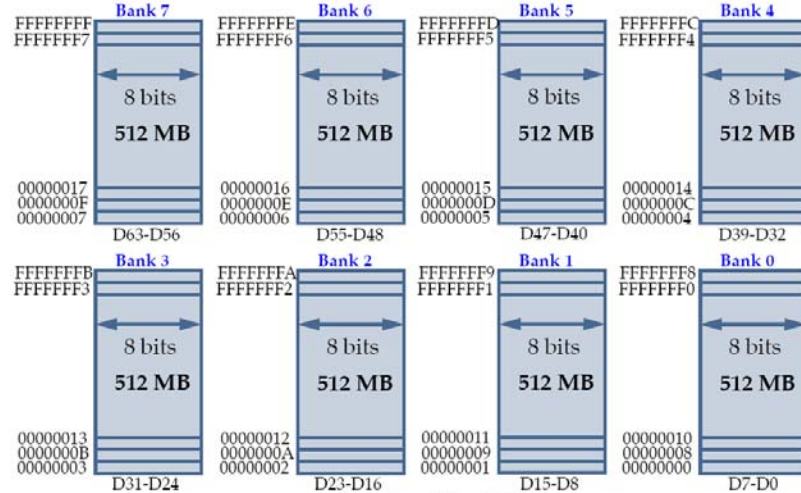 Bank 7 Bank 6 Bank 5 Bank 4
FFFFFFFF FFFFFFFE FFFFFFFD FFFFFFFC
FFFFFFF7 FFFFFFF6 FFFFFFF5 FFFFFFF4
8 bits 8 bits 8 bits 8 bits
512 MB 512 MB 512 MB 512 MB
00000017 00000016 00000015 00000014
0000000F 0000000E 0000000D 0000000C
00000007 00000006 00000005 00000004
D63-D56 D55-D48 D47-D40 D39-D32
Bank 3 Bank 2 Bank 1 Bank 0
FFFFFFFB FFFFFFFA FFFFFFF9 FFFFFFF8
FFFFFFF3 FFFFFFF2 FFFFFFF1 FFFFFFF0
8 bits 8 bits 8 bits 8 bits
512 MB 512 MB 512 MB 512 MB
00000013 00000012 00000011 00000010
0000000B 0000000A 00000009 00000008
00000003 00000002 00000001 00000000
D31-D24 D23-D16 D15-D8 D7-D0